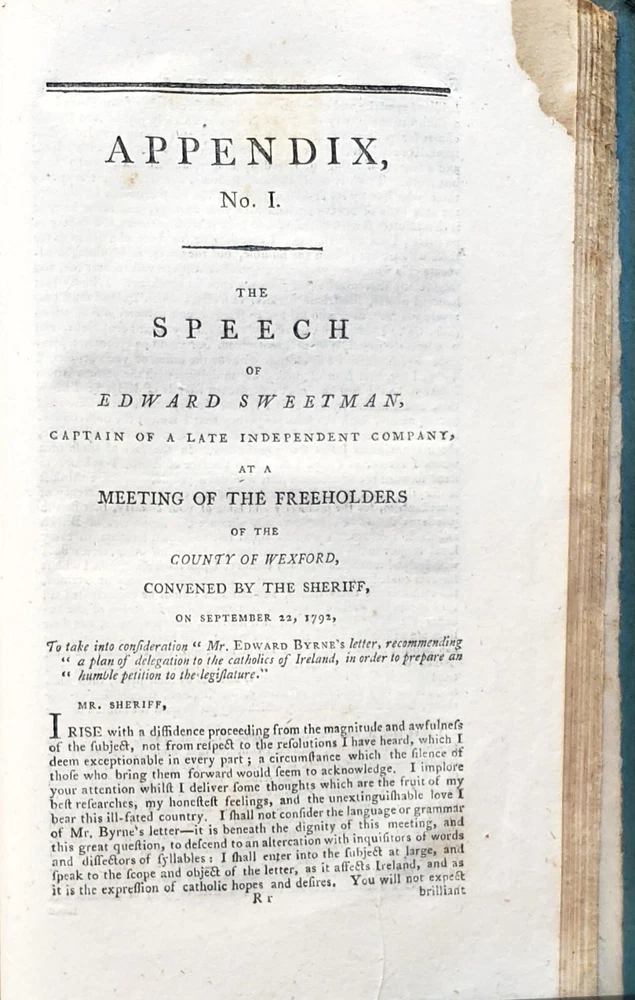 APPENDIX,
No. I.
THE
SPEECH
OF
EDWARD SWEETMAN,
CAPTAIN OF A LATE INDEPENDENT COMPANY,
AT A
MEETING OF THE FREEHOLDERS
OF THE
COUNTY OF WEXFORD,
CONVENED BY THE SHERIFF,
ON SEPTEMBER 22, 1792,
To take into conſideration “ Mr. EDWARD BYRNE's letter, recommending
“ a plan of delegation to the catholics of Ireland, in order to prepare an
“ humble petition to the legiſlature.”
MR. SHERIFF,
I RISE with a diffidence proceeding from the magnitude and awfulneſs
of the ſubject, not from reſpect to the reſolutions I have heard, which I
deem exceptionable in every part ; a circumſtance which the ſilence of
thoſe who bring them forward would ſeem to acknowledge. I implore
your attention whilſt I deliver ſome thoughts which are the fruit of my
beſt reſearches, my honeſteſt feelings, and the unextinguiſhable love I
bear this ill-fated country. I ſhall not conſider the language or grammar
of Mr. Byrne's letter—it is beneath the dignity of this meeting, and
this great queſtion, to deſcend to an altercation with inquiſitors of words
and diſſectors of ſyllables : I ſhall enter into the ſubject at large, and
ſpeak to the ſcope and object of the letter, as it affects Ireland, and as
it is the expreſſion of catholic hopes and deſires. You will not expect
R r
brilliant